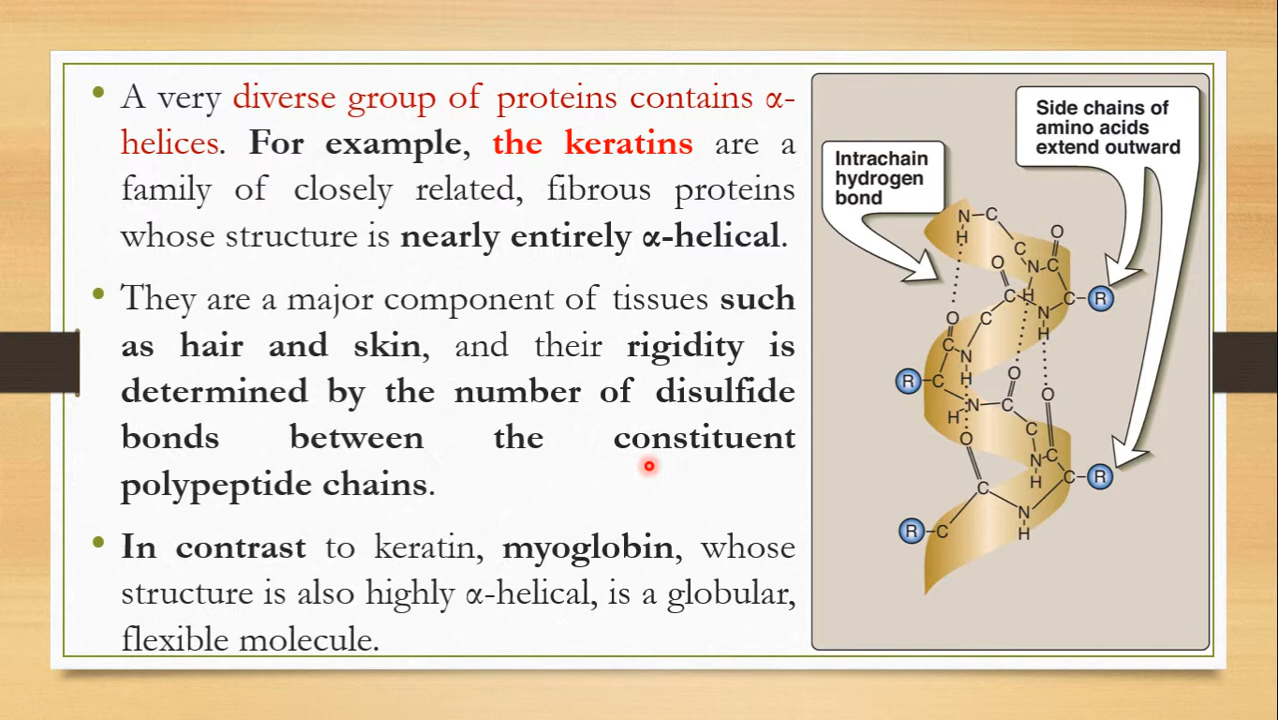 • A very diverse group of proteins contains α-
helices. For example, the keratins are a
family of closely related, fibrous proteins
whose structure is nearly entirely α-helical.
• They are a major component of tissues such
as hair and skin, and their rigidity is
determined by the number of disulfide
bonds between the constituent
polypeptide chains.
• In contrast to keratin, myoglobin, whose
structure is also highly α-helical, is a globular,
flexible molecule.
Side chains of
amino acids
extend outward
Intrachain
hydrogen
bond
N C
H
C O
O N C
C H C R
O C N
C N H
H O
R C O
N C
H C
O N C
H C R
C
N
R C H